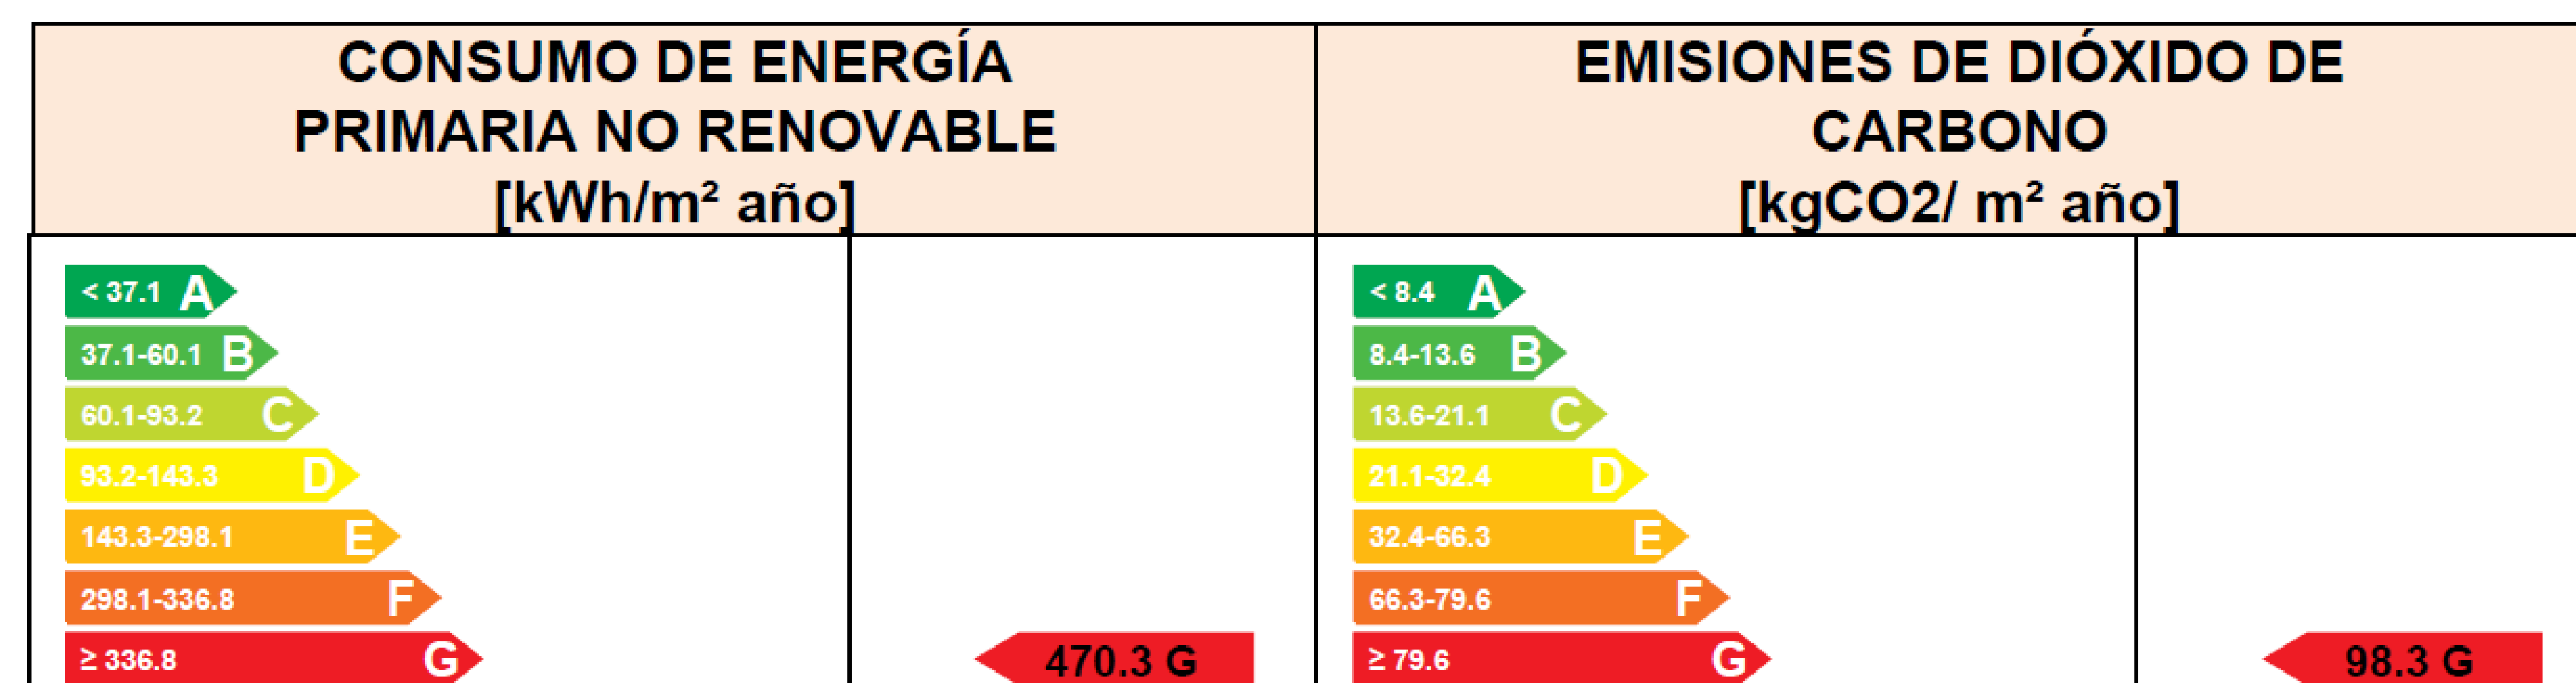 CONSUMO DE ENERGÍA
PRIMARIA NO RENOVABLE
[kWh/m² año]
EMISIONES DE DIÓXIDO DE
CARBONO
[kgCO2/ m² año]
< 37.1 A
37.1-60.1 B
60.1-93.2 C
93.2-143.3 D
143.3-298.1 E
298.1-336.8 F
≥ 336.8 G
470.3 G
< 8.4 A
8.4-13.6 B
13.6-21.1 C
21.1-32.4 D
32.4-66.3 E
66.3-79.6 F
≥ 79.6 G
98.3 G